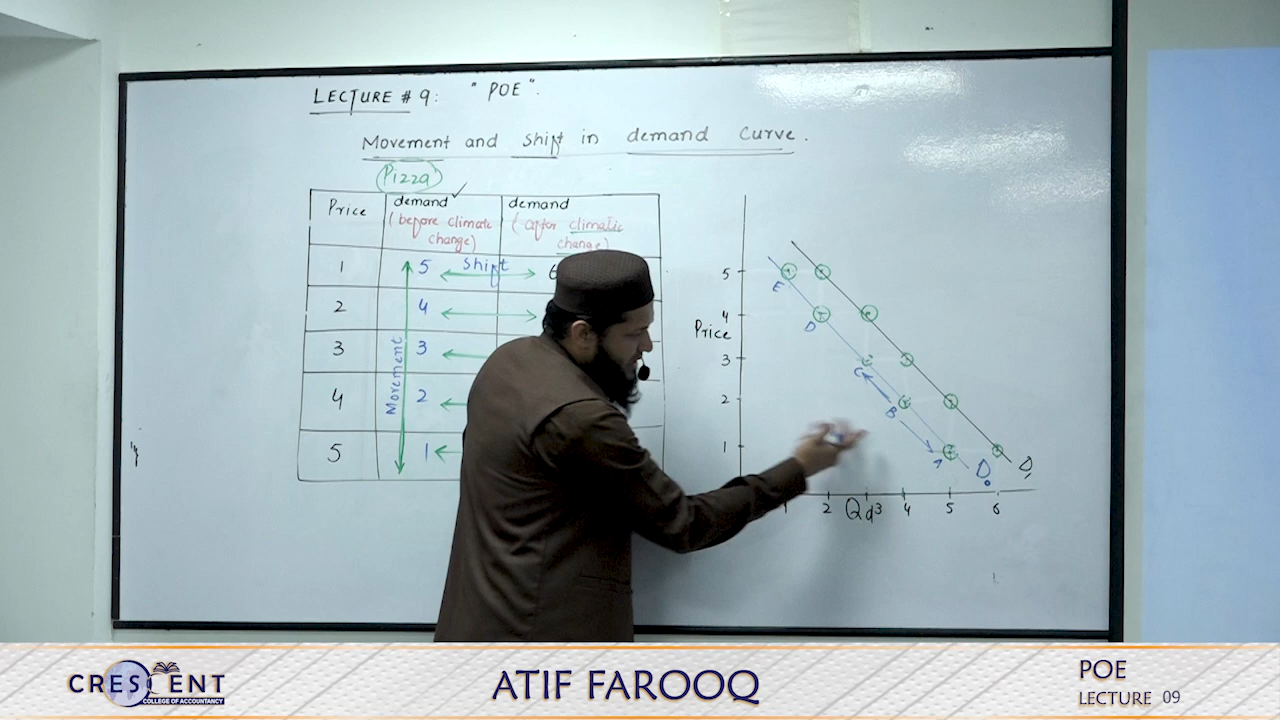 LECTURE # 9: "POE".
Movement and shift in demand Curve.
Pizza
Price demand (before climate change) demand (after climatic change)
1 5 Shift 6
2 4
3 3
4 2
5 1
Movement
Price
5
4
3
2
1
E
D
C
B
A
D₀
D₁
1 2 3 4 5 6
Qd
CRESCENT
COLLEGE OF ACCOUNTANCY
ATIF FAROOQ
POE
LECTURE 09